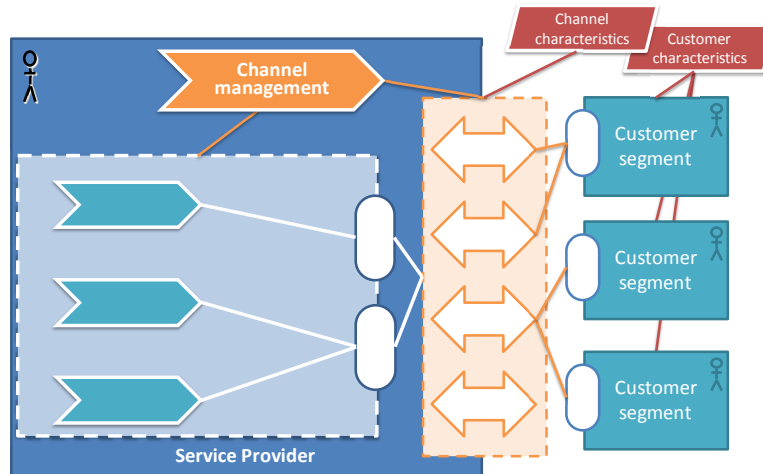 Channel
characteristics
Customer
characteristics
Channel
management
Customer
segment
Customer
segment
Customer
segment
Service Provider